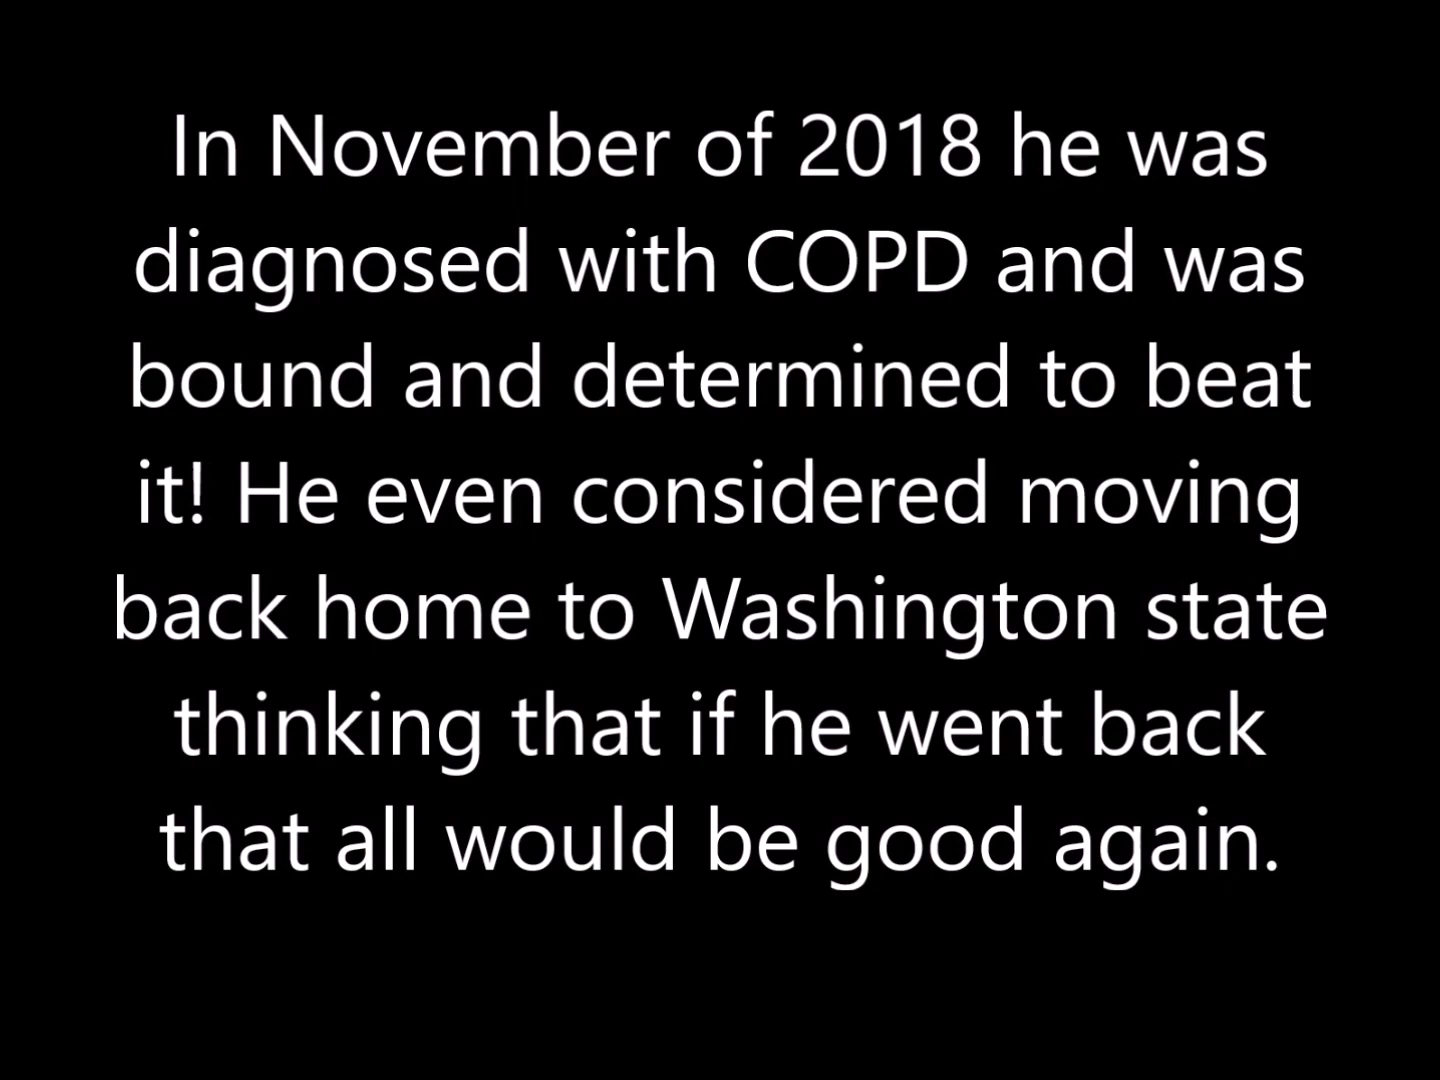 In November of 2018 he was
diagnosed with COPD and was
bound and determined to beat
it! He even considered moving
back home to Washington state
thinking that if he went back
that all would be good again.